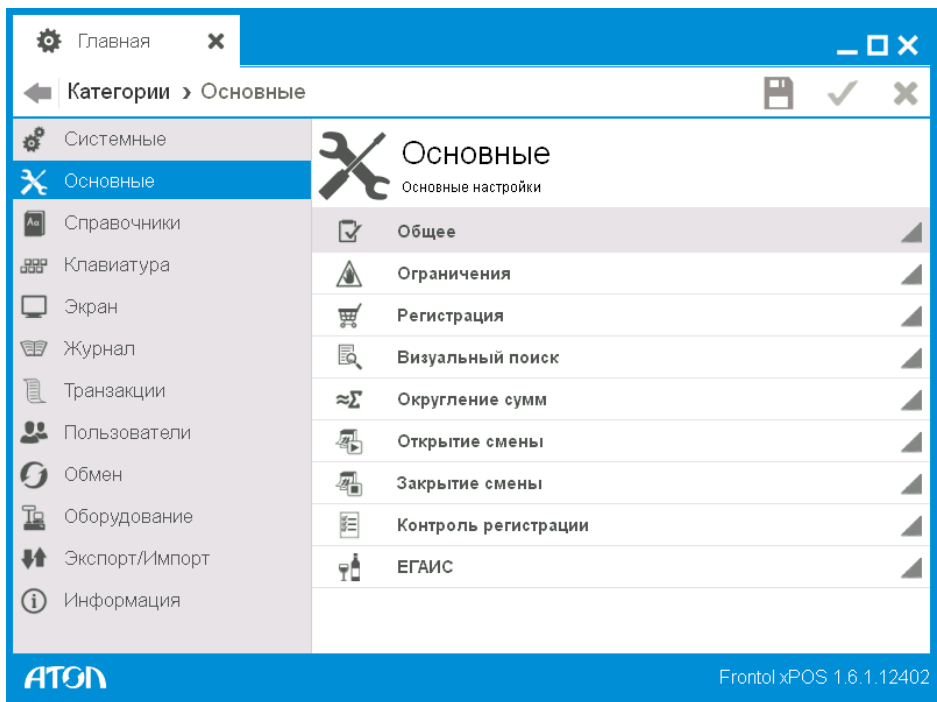 Главная
Категории › Основные
Системные
Основные
Справочники
Клавиатура
Экран
Журнал
Транзакции
Пользователи
Обмен
Оборудование
Экспорт/Импорт
Информация
Основные
Основные настройки
Общее
Ограничения
Регистрация
Визуальный поиск
≈Σ Округление сумм
Открытие смены
Закрытие смены
Контроль регистрации
ЕГАИС
АТОЛ
Frontol xPOS 1.6.1.12402